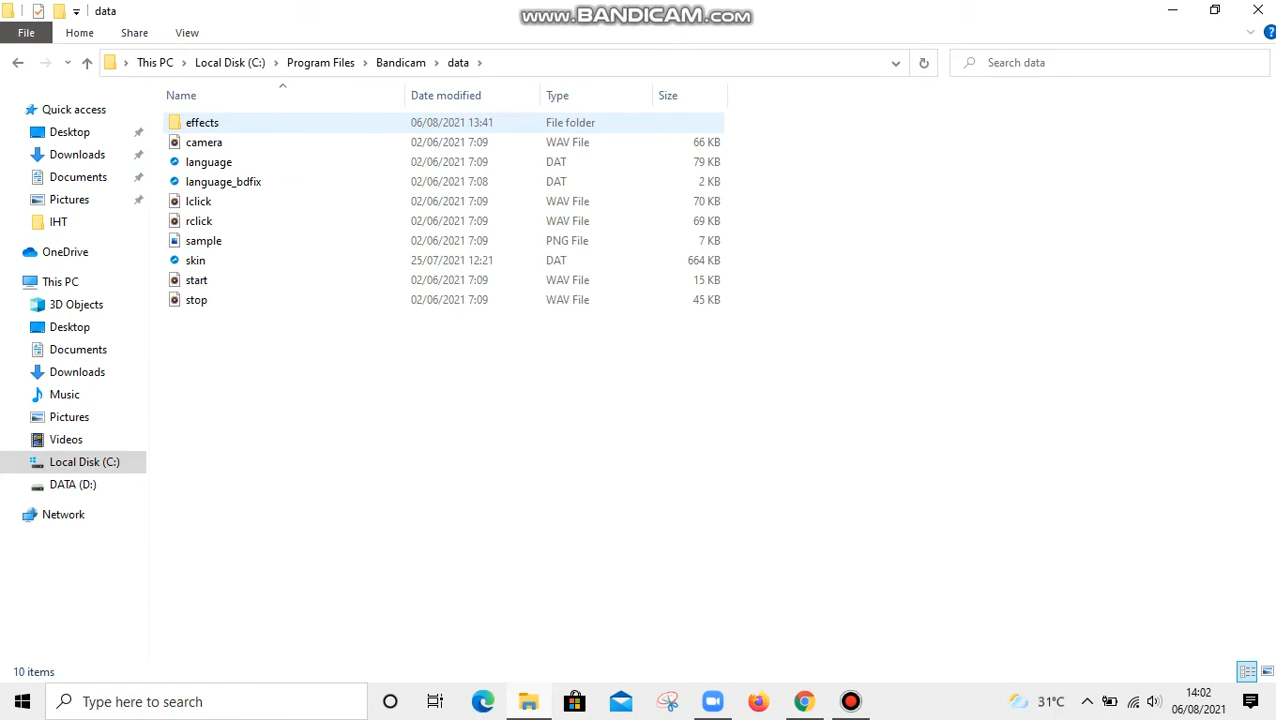 data
www.BANDICAM.com
File Home Share View
This PC Local Disk (C:) Program Files Bandicam data
Search data
Name Date modified Type Size
Quick access
Desktop
Downloads
Documents
Pictures
IHT
OneDrive
This PC
3D Objects
Desktop
Documents
Downloads
Music
Pictures
Videos
Local Disk (C:)
DATA (D:)
Network
effects 06/08/2021 13:41 File folder
camera 02/06/2021 7:09 WAV File 66 KB
language 02/06/2021 7:09 DAT 79 KB
language_bdfix 02/06/2021 7:08 DAT 2 KB
lclick 02/06/2021 7:09 WAV File 70 KB
rclick 02/06/2021 7:09 WAV File 69 KB
sample 02/06/2021 7:09 PNG File 7 KB
skin 25/07/2021 12:21 DAT 664 KB
start 02/06/2021 7:09 WAV File 15 KB
stop 02/06/2021 7:09 WAV File 45 KB
10 items
Type here to search
31°C
14:02
06/08/2021